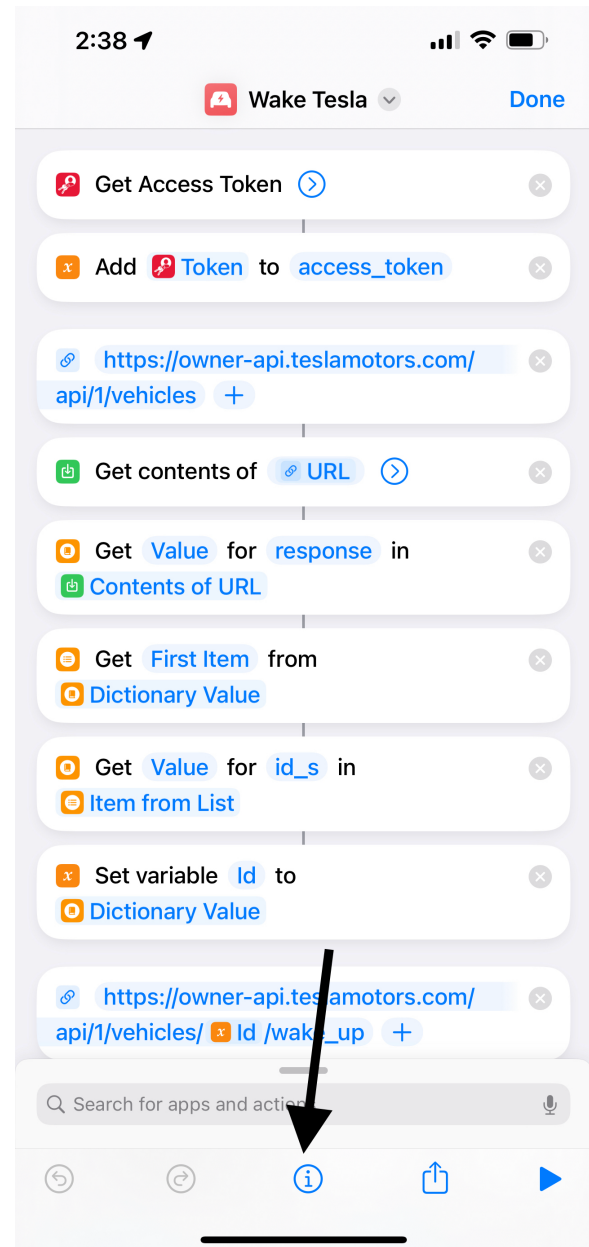 2:38
Wake Tesla
Done
Get Access Token
x Add Token to access_token
https://owner-api.teslamotors.com/
api/1/vehicles +
Get contents of URL
Get Value for response in
Contents of URL
Get First Item from
Dictionary Value
Get Value for id_s in
Item from List
x Set variable Id to
Dictionary Value
https://owner-api.teslamotors.com/
api/1/vehicles/ x Id /wake_up +
Search for apps and actions